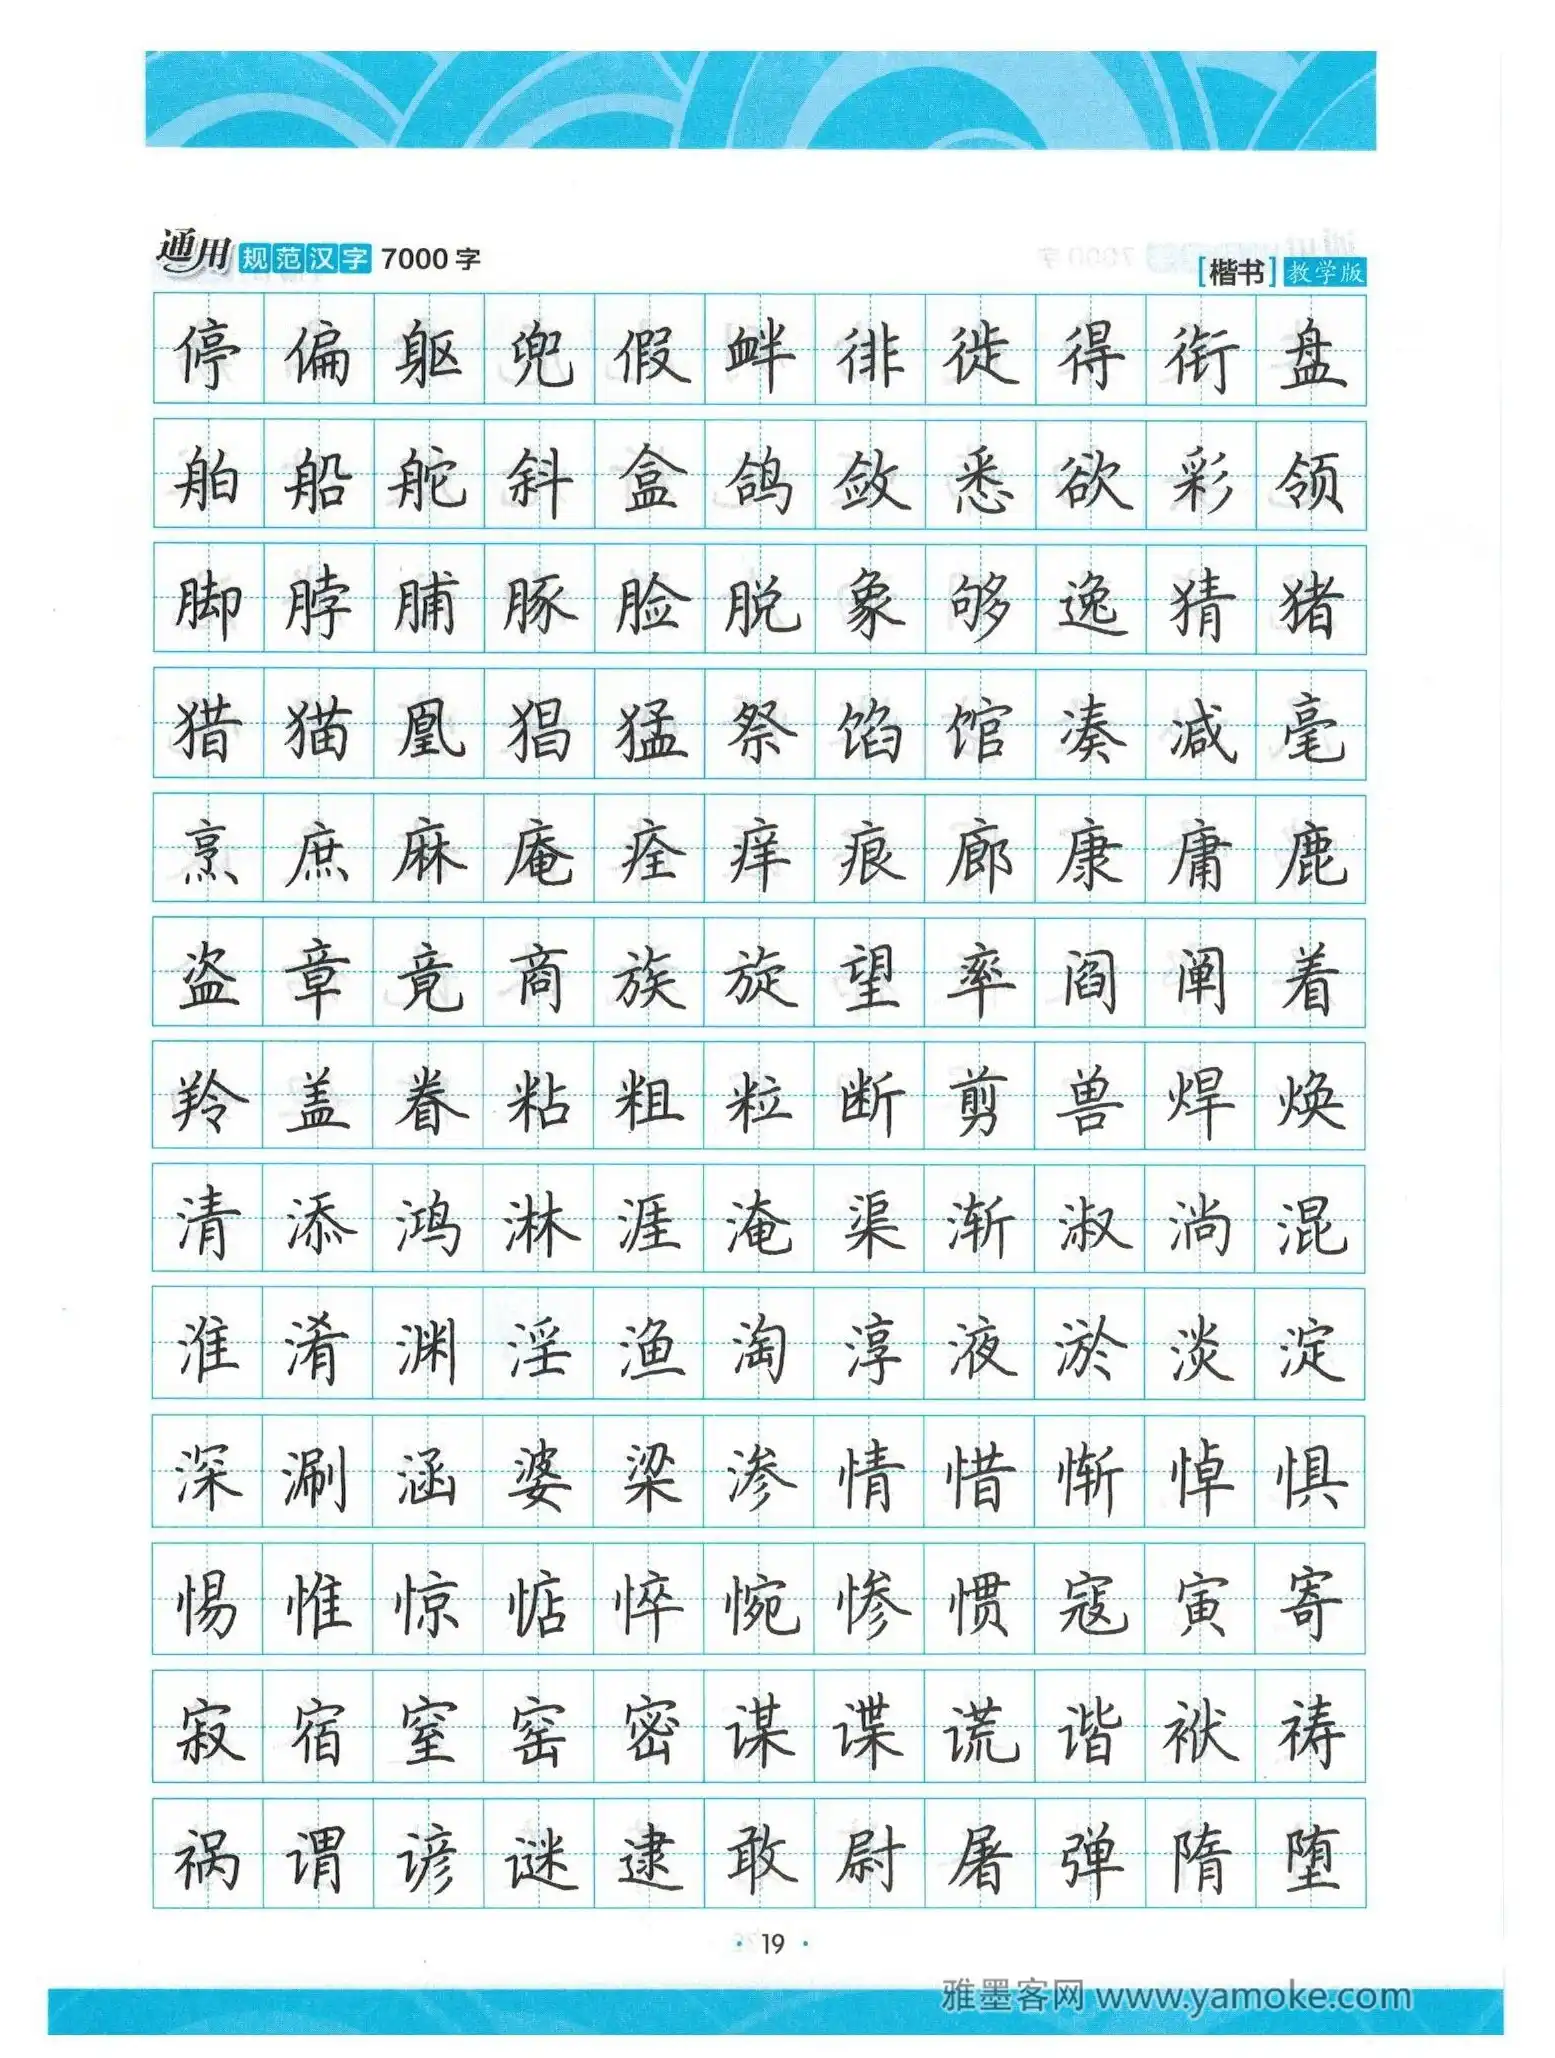 通用规范汉字7000字
[楷书]教学版
停偏躯兜假衅徘徙得衔盘
舶船舵斜盒鸽敛悉欲彩领
脚脖脯豚脸脱象够逸猜猪
猎猫凰猖猛祭馅馆凑减毫
烹庶麻庵痊痒痕廊康庸鹿
盗章竟商族旋望率阎阐着
羚盖眷粘粗粒断剪兽焊焕
清添鸿淋涯淹渠渐淑淌混
淮淆渊淫渔淘淳液淤淡淀
深涮涵婆梁渗情惜惭悼惧
惕惟惊惦悴惋惨惯寇寅寄
寂宿窒窑密谋谍谎谐袱祷
祸谓谚谜逮敢尉屠弹隋堕
· 19 ·
雅墨客网 www.yamoke.com